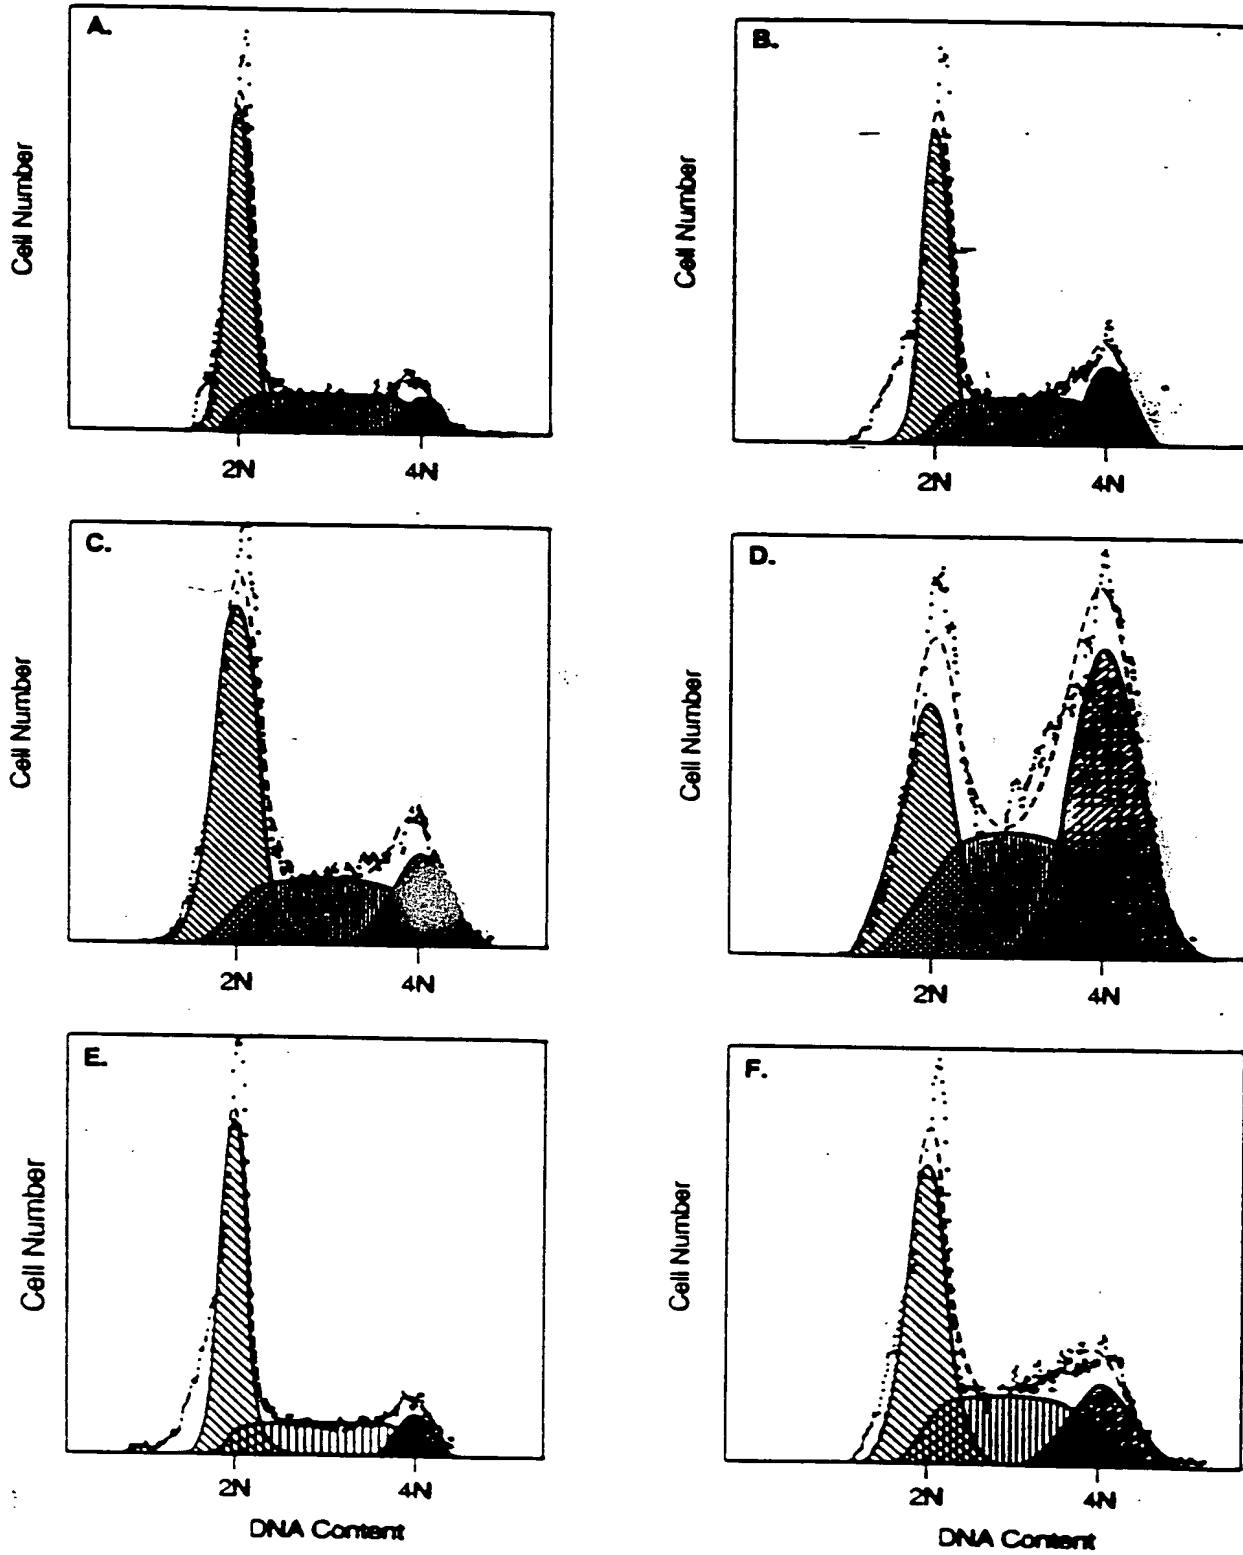 A.
Cell Number
2N 4N
B.
Cell Number
2N 4N
C.
Cell Number
2N 4N
D.
Cell Number
2N 4N
E.
Cell Number
2N 4N
DNA Content
F.
Cell Number
2N 4N
DNA Content